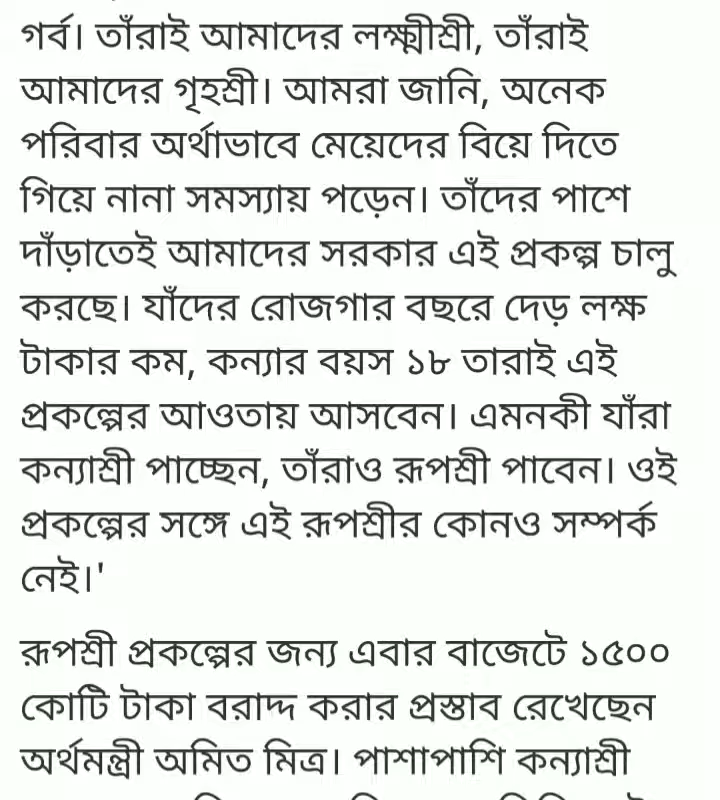 গর্ব। তাঁরাই আমাদের লক্ষ্মীশ্রী, তাঁরাই
আমাদের গৃহশ্রী। আমরা জানি, অনেক
পরিবার অর্থাভাবে মেয়েদের বিয়ে দিতে
গিয়ে নানা সমস্যায় পড়েন। তাঁদের পাশে
দাঁড়াতেই আমাদের সরকার এই প্রকল্প চালু
করছে। যাঁদের রোজগার বছরে দেড় লক্ষ
টাকার কম, কন্যার বয়স ১৮ তারাই এই
প্রকল্পের আওতায় আসবেন। এমনকী যাঁরা
কন্যাশ্রী পাচ্ছেন, তাঁরাও রূপশ্রী পাবেন। ওই
প্রকল্পের সঙ্গে এই রূপশ্রীর কোনও সম্পর্ক
নেই।'
রূপশ্রী প্রকল্পের জন্য এবার বাজেটে ১৫০০
কোটি টাকা বরাদ্দ করার প্রস্তাব রেখেছেন
অর্থমন্ত্রী অমিত মিত্র। পাশাপাশি কন্যাশ্রী